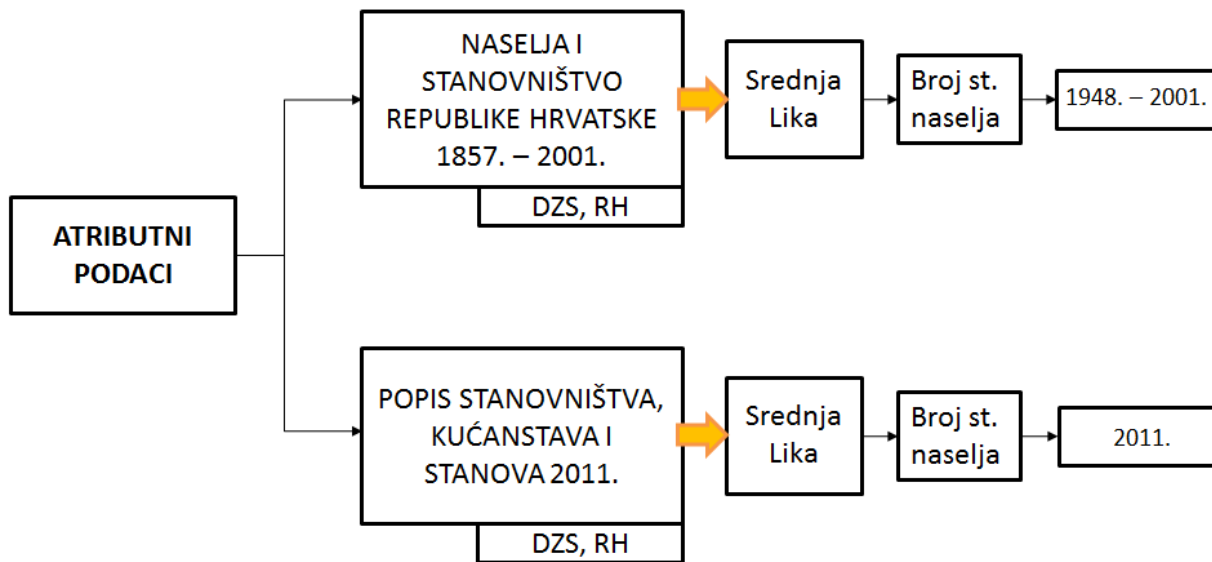 ATRIBUTNI
PODACI
NASELJA I
STANOVNIŠTVO
REPUBLIKE HRVATSKE
1857. – 2001.
DZS, RH
Srednja
Lika
Broj st.
naselja
1948. – 2001.
POPIS STANOVNIŠTVA,
KUĆANSTAVA I
STANOVA 2011.
DZS, RH
Srednja
Lika
Broj st.
naselja
2011.